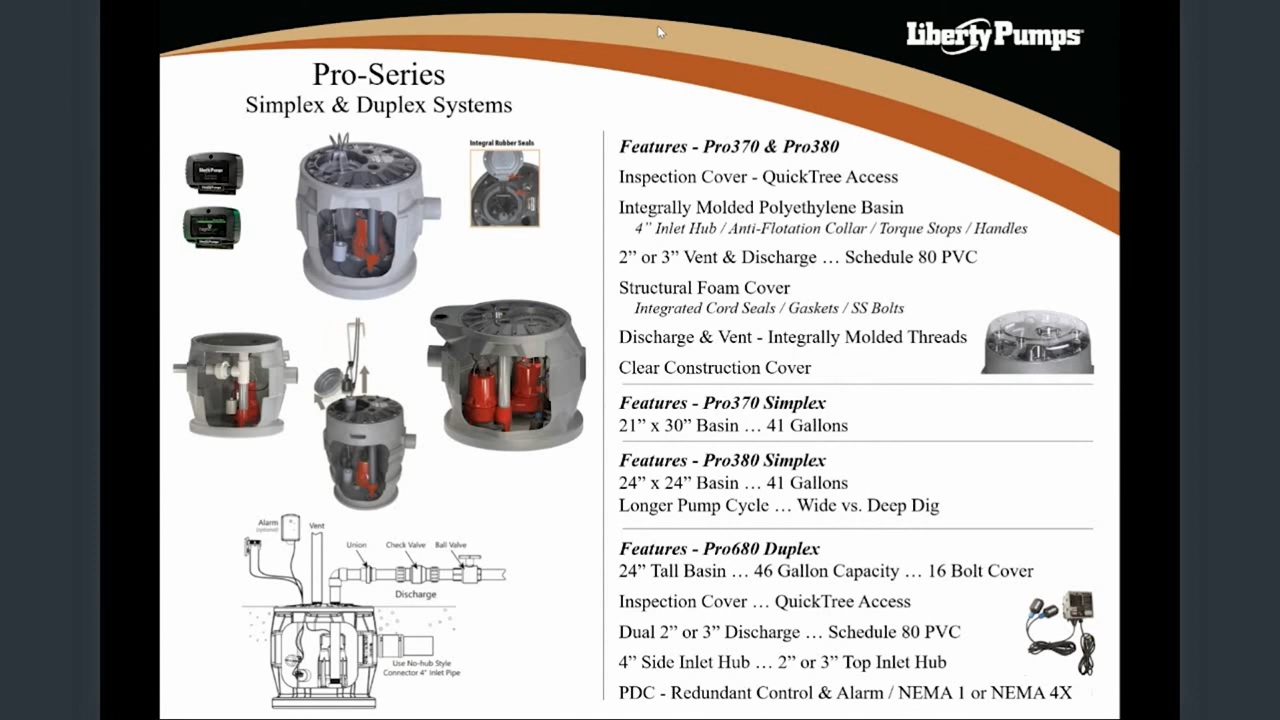 Liberty Pumps
Pro-Series
Simplex & Duplex Systems
Integral Rubber Seals
Features - Pro370 & Pro380
Inspection Cover - QuickTree Access
Integrally Molded Polyethylene Basin
4” Inlet Hub / Anti-Flotation Collar / Torque Stops / Handles
2” or 3” Vent & Discharge … Schedule 80 PVC
Structural Foam Cover
Integrated Cord Seals / Gaskets / SS Bolts
Discharge & Vent - Integrally Molded Threads
Clear Construction Cover
Features - Pro370 Simplex
21” x 30” Basin … 41 Gallons
Features - Pro380 Simplex
24” x 24” Basin … 41 Gallons
Longer Pump Cycle … Wide vs. Deep Dig
Features - Pro680 Duplex
24” Tall Basin … 46 Gallon Capacity … 16 Bolt Cover
Inspection Cover … QuickTree Access
Dual 2” or 3” Discharge … Schedule 80 PVC
4” Side Inlet Hub … 2” or 3” Top Inlet Hub
PDC - Redundant Control & Alarm / NEMA 1 or NEMA 4X
Alarm
(optional)
Vent
Union
Check Valve
Ball Valve
Discharge
Use No-hub Style
Connector 4” Inlet Pipe